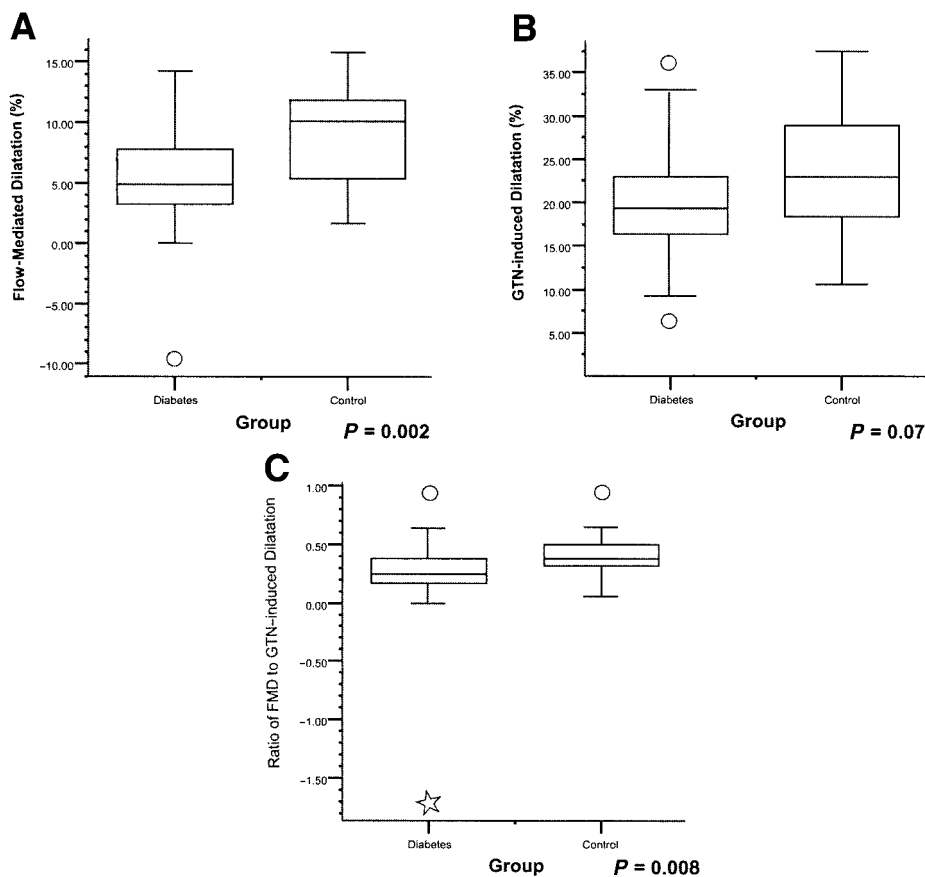 A
Flow-Mediated Dilatation (%)
15.00
10.00
5.00
0.00
−5.00
−10.00
Diabetes
Control
Group
P = 0.002
B
GTN-induced Dilatation (%)
35.00
30.00
25.00
20.00
15.00
10.00
5.00
Diabetes
Control
Group
P = 0.07
C
Ratio of FMD to GTN-induced Dilatation
1.00
0.50
0.00
−0.50
−1.00
−1.50
Diabetes
Control
Group
P = 0.008